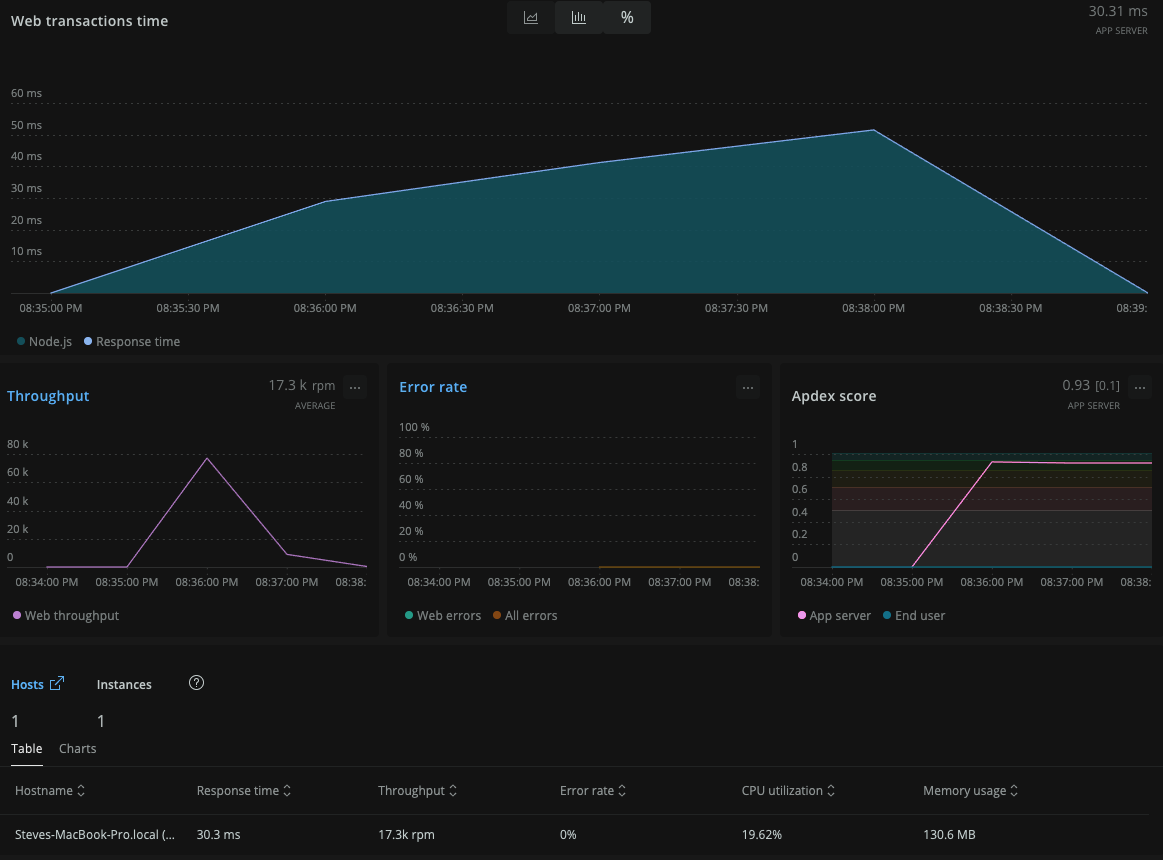 Web transactions time
%
30.31 ms
APP SERVER
60 ms
50 ms
40 ms
30 ms
20 ms
10 ms
08:35:00 PM 08:35:30 PM 08:36:00 PM 08:36:30 PM 08:37:00 PM 08:37:30 PM 08:38:00 PM 08:38:30 PM 08:39:
Node.js Response time
Throughput
17.3 k rpm
AVERAGE
...
80 k
60 k
40 k
20 k
0
08:34:00 PM 08:35:00 PM 08:36:00 PM 08:37:00 PM 08:38:
Web throughput
Error rate
...
100 %
80 %
60 %
40 %
20 %
0 %
08:34:00 PM 08:35:00 PM 08:36:00 PM 08:37:00 PM 08:38:
Web errors All errors
Apdex score
0.93 [0.1]
APP SERVER
...
1
0.8
0.6
0.4
0.2
0
08:34:00 PM 08:35:00 PM 08:36:00 PM 08:37:00 PM 08:38:
App server End user
Hosts Instances ?
1 1
Table Charts
Hostname Response time Throughput Error rate CPU utilization Memory usage
Steves-MacBook-Pro.local (... 30.3 ms 17.3k rpm 0% 19.62% 130.6 MB